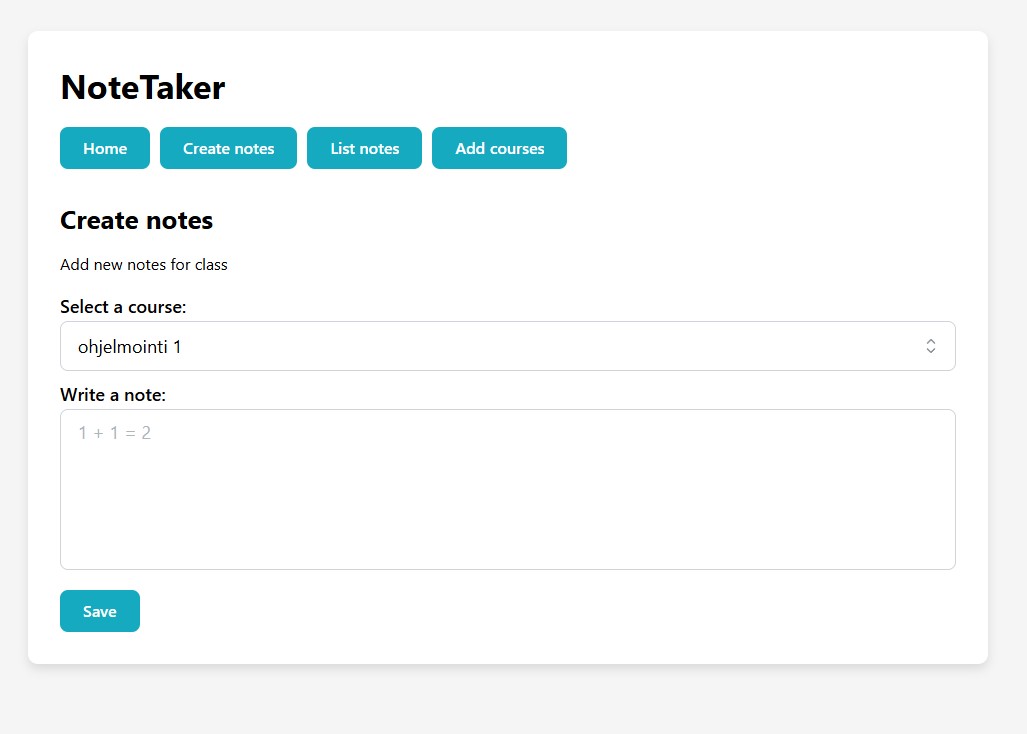 NoteTaker
Home Create notes List notes Add courses
Create notes
Add new notes for class
Select a course:
ohjelmointi 1
Write a note:
1 + 1 = 2
Save